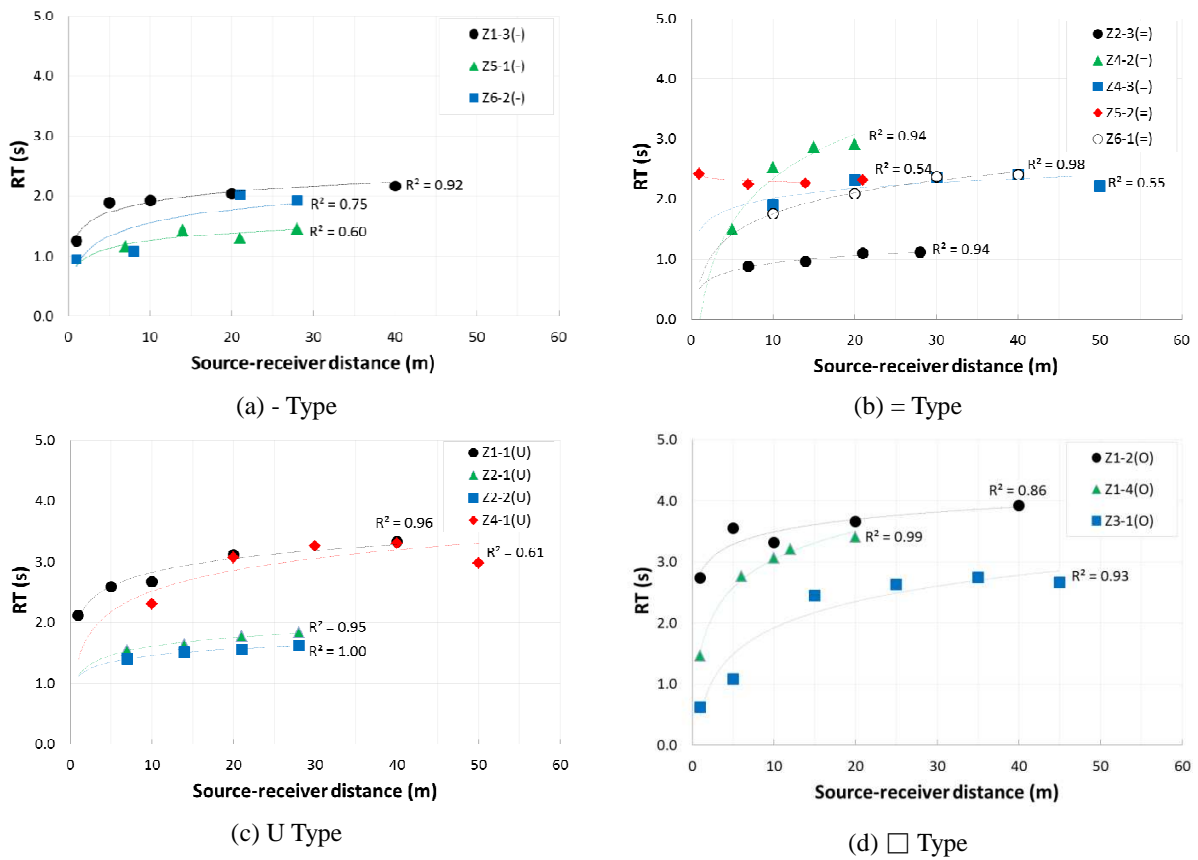 5.0
4.0
3.0
2.0
1.0
0.0
RT (s)
Z1-3(-)
Z5-1(-)
Z6-2(-)
R² = 0.92
R² = 0.75
R² = 0.60
0 10 20 30 40 50 60
Source-receiver distance (m)
(a) - Type
5.0
4.0
3.0
2.0
1.0
0.0
RT (s)
Z2-3(=)
Z4-2(=)
Z4-3(=)
Z5-2(=)
Z6-1(=)
R² = 0.94
R² = 0.54
R² = 0.98
R² = 0.55
R² = 0.94
0 10 20 30 40 50 60
Source-receiver distance (m)
(b) = Type
5.0
4.0
3.0
2.0
1.0
0.0
RT (s)
Z1-1(U)
Z2-1(U)
Z2-2(U)
Z4-1(U)
R² = 0.96
R² = 0.61
R² = 0.95
R² = 1.00
0 10 20 30 40 50 60
Source-receiver distance (m)
(c) U Type
5.0
4.0
3.0
2.0
1.0
0.0
RT (s)
Z1-2(O)
Z1-4(O)
Z3-1(O)
R² = 0.86
R² = 0.99
R² = 0.93
0 10 20 30 40 50 60
Source-receiver distance (m)
(d) □ Type